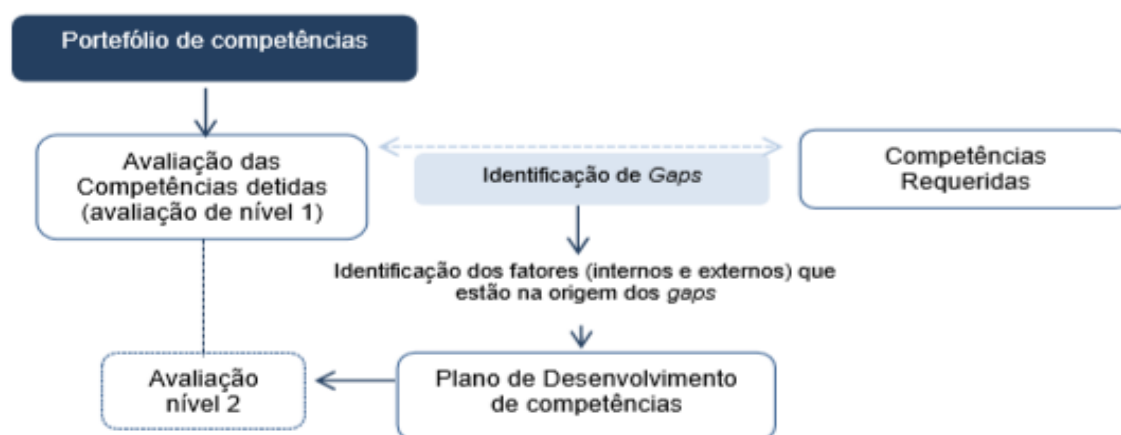 Portefólio de competências
Avaliação das
Competências detidas
(avaliação de nível 1)
Identificação de Gaps
Competências
Requeridas
Identificação dos fatores (internos e externos) que
estão na origem dos gaps
Avaliação
nível 2
Plano de Desenvolvimento
de competências